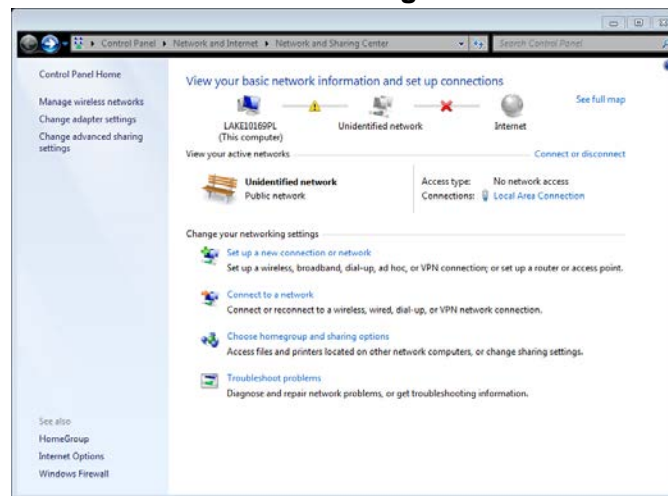 Control Panel ▸ Network and Internet ▸ Network and Sharing Center
Search Control Panel
Control Panel Home
Manage wireless networks
Change adapter settings
Change advanced sharing
settings
See also
HomeGroup
Internet Options
Windows Firewall
View your basic network information and set up connections
See full map
LAKE10169PL
(This computer)
Unidentified network
Internet
View your active networks
Connect or disconnect
Unidentified network
Public network
Access type: No network access
Connections: Local Area Connection
Change your networking settings
Set up a new connection or network
Set up a wireless, broadband, dial-up, ad hoc, or VPN connection; or set up a router or access point.
Connect to a network
Connect or reconnect to a wireless, wired, dial-up, or VPN network connection.
Choose homegroup and sharing options
Access files and printers located on other network computers, or change sharing settings.
Troubleshoot problems
Diagnose and repair network problems, or get troubleshooting information.